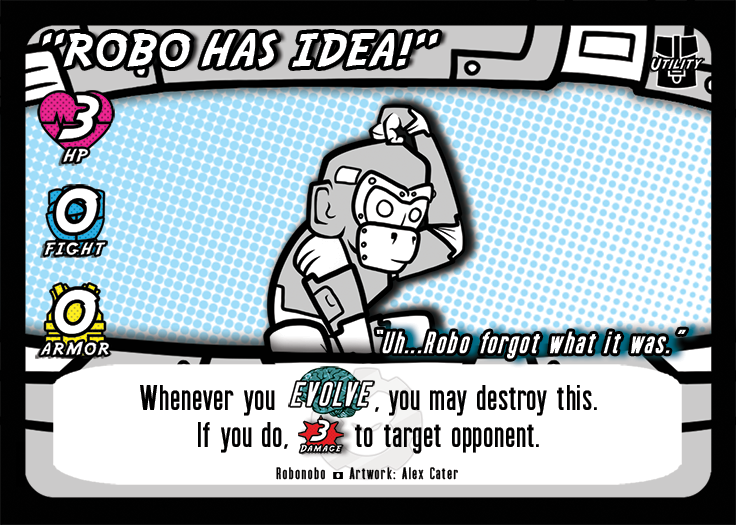 "ROBO HAS IDEA!"
UTILITY
3
HP
0
FIGHT
0
ARMOR
"Uh...Robo forgot what it was."
Whenever you EVOLVE, you may destroy this.
If you do, 3 DAMAGE to target opponent.
Robonobo Artwork: Alex Cater